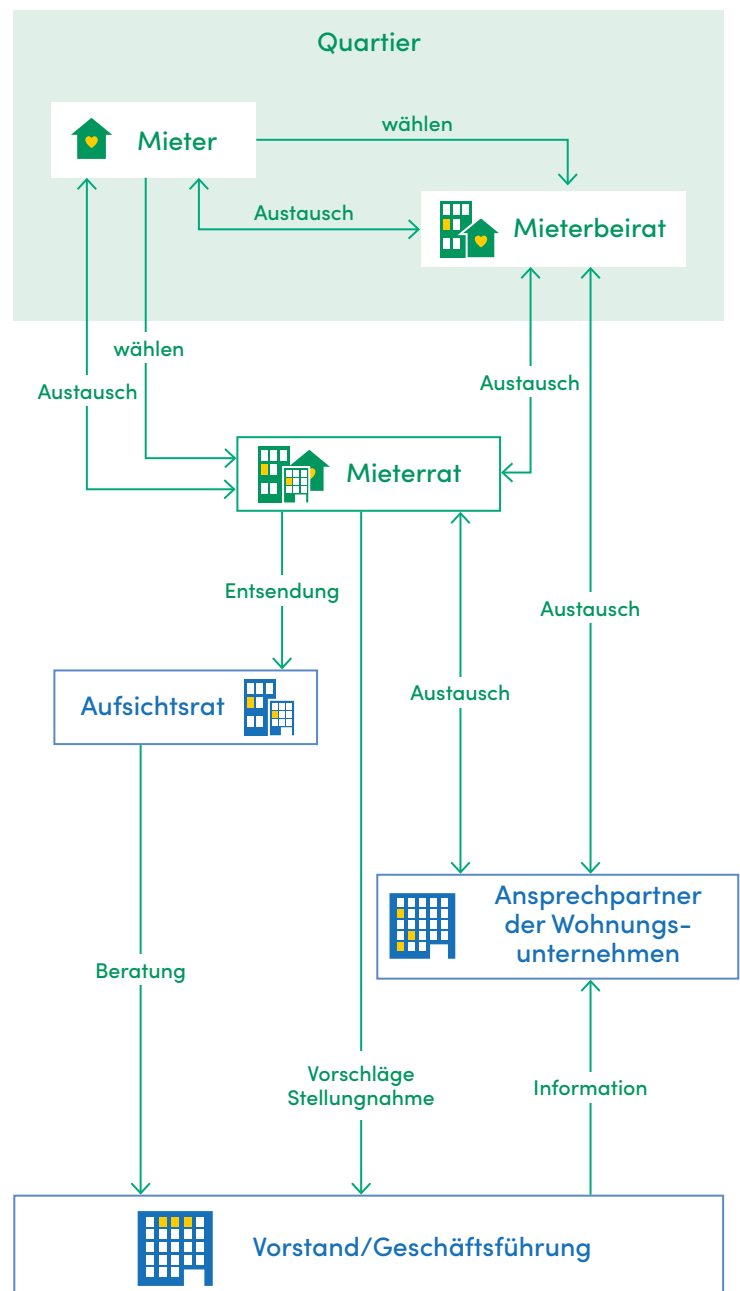 Quartier
wählen
Mieter
Austausch
Mieterbeirat
wählen
Austausch
Austausch
Mieterrat
Entsendung
Austausch
Austausch
Aufsichtsrat
Ansprechpartner
der Wohnungs-
unternehmen
Beratung
Vorschläge
Stellungnahme
Information
Vorstand/Geschäftsführung